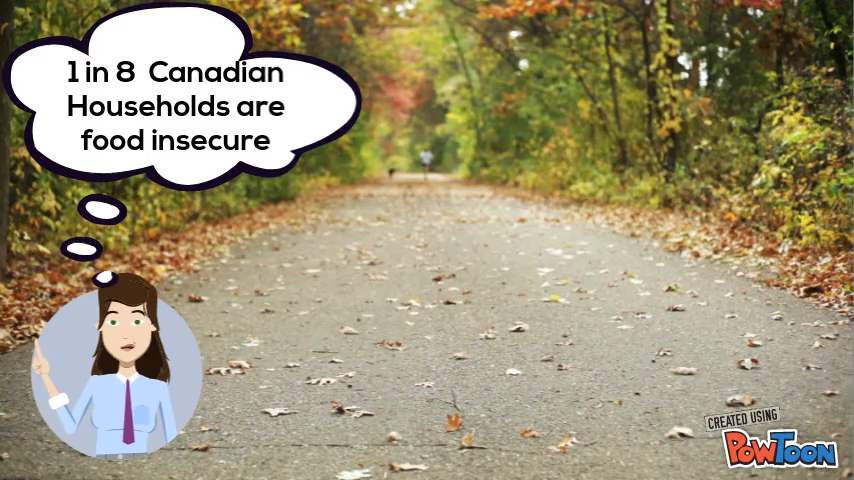 1 in 8 Canadian
Households are
food insecure
CREATED USING
PowToon